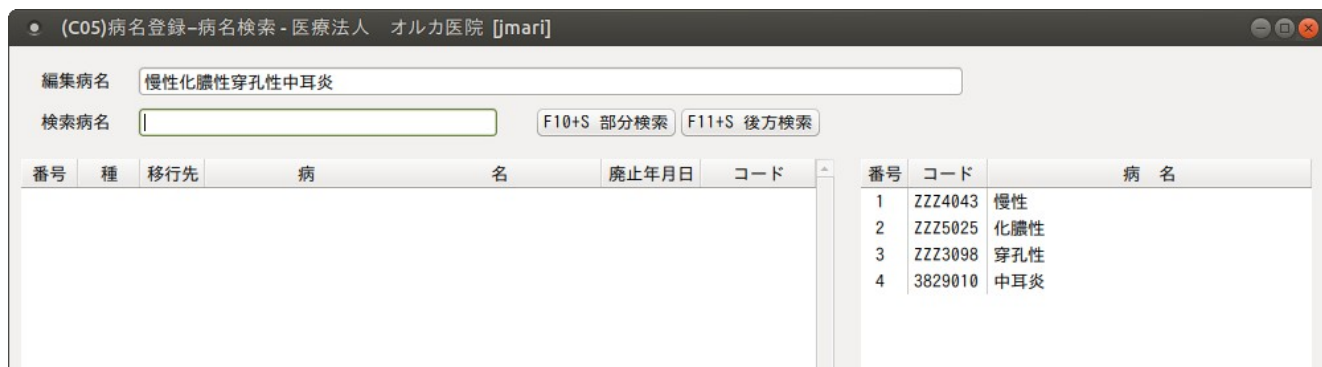 (C05)病名登録–病名検索 - 医療法人　オルカ医院 [jmari]
編集病名 慢性化膿性穿孔性中耳炎
検索病名 F10+S 部分検索 F11+S 後方検索
番号 種 移行先 病 名 廃止年月日 コード 番号 コード 病 名
1 ZZZ4043 慢性
2 ZZZ5025 化膿性
3 ZZZ3098 穿孔性
4 3829010 中耳炎